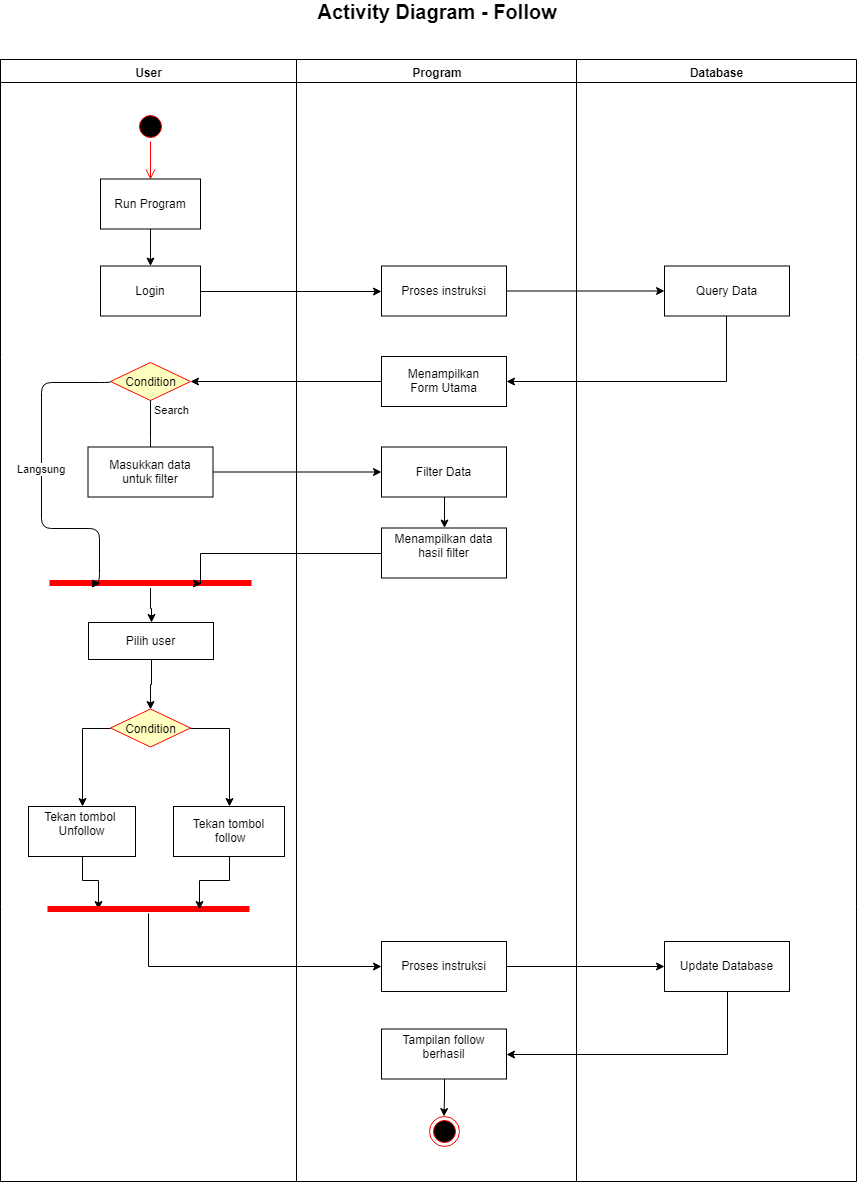 Activity Diagram - Follow
User
Program
Database
Run Program
Login
Proses instruksi
Query Data
Condition
Menampilkan
Form Utama
Search
Langsung
Masukkan data
untuk filter
Filter Data
Menampilkan data
hasil filter
Pilih user
Condition
Tekan tombol
Unfollow
Tekan tombol
follow
Proses instruksi
Update Database
Tampilan follow
berhasil